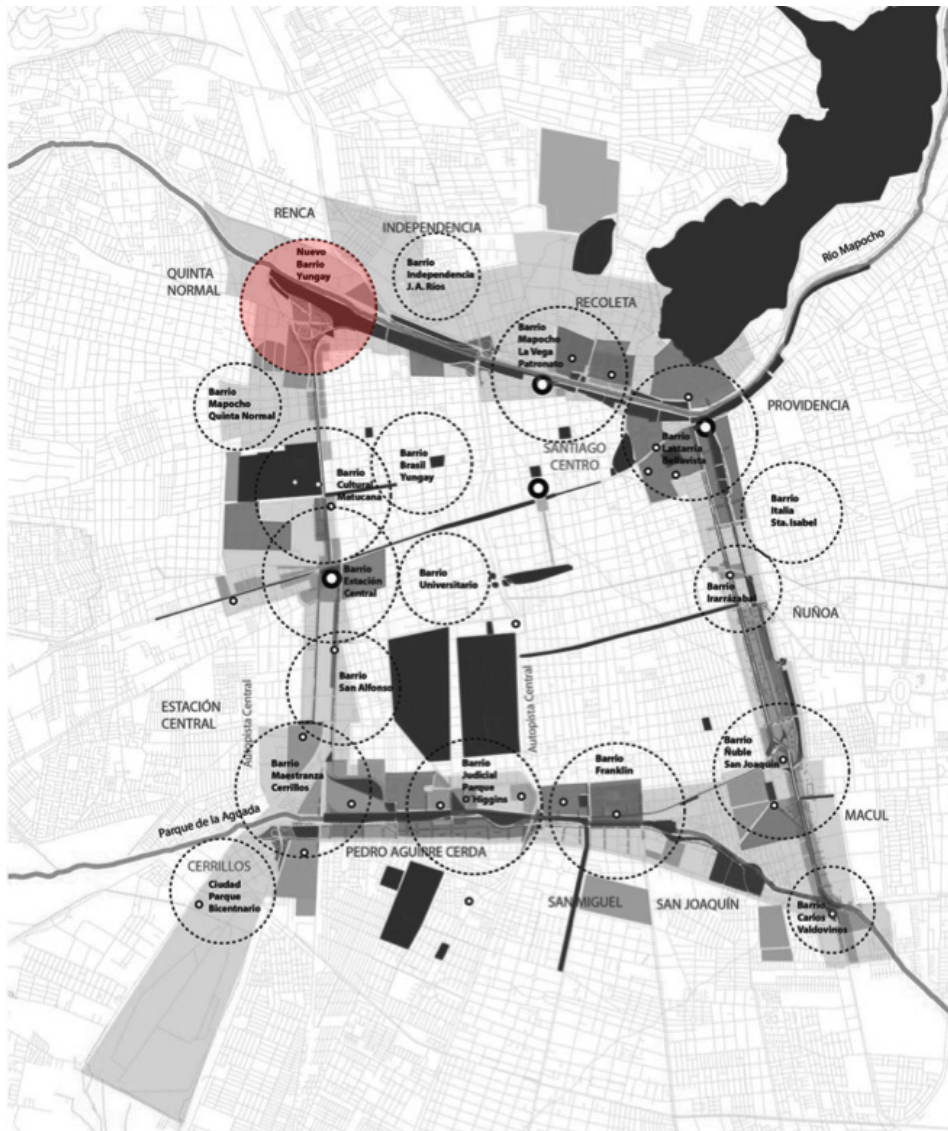 RENCA
INDEPENDENCIA
Nuevo
Barrio
Yungay
Barrio
Independencia
J. A. Ríos
Río Mapocho
QUINTA
NORMAL
RECOLETA
Barrio
Mapocho
La Vega
Patronato
Barrio
Mapocho
Quinta Normal
PROVIDENCIA
SANTIAGO
CENTRO
Barrio
Lastarria
Bellavista
Barrio
Brasil
Yungay
Barrio
Cultural
Matucana
Barrio
Italia
Sta. Isabel
Barrio
Estación
Central
Barrio
Universitario
Barrio
Irarrázabal
ÑUÑOA
Barrio
San Alfonso
ESTACIÓN
CENTRAL
Autopista Central
Autopista Central
Barrio
Maestranza
Cerrillos
Barrio
Judicial
Parque
O´Higgins
Barrio
Franklin
Barrio
Ñuble
San Joaquín
MACUL
Parque de la Aguada
PEDRO AGUIRRE CERDA
CERRILLOS
Ciudad
Parque
Bicentnario
SAN MIGUEL
SAN JOAQUÍN
Barrio
Carlos
Valdovinos